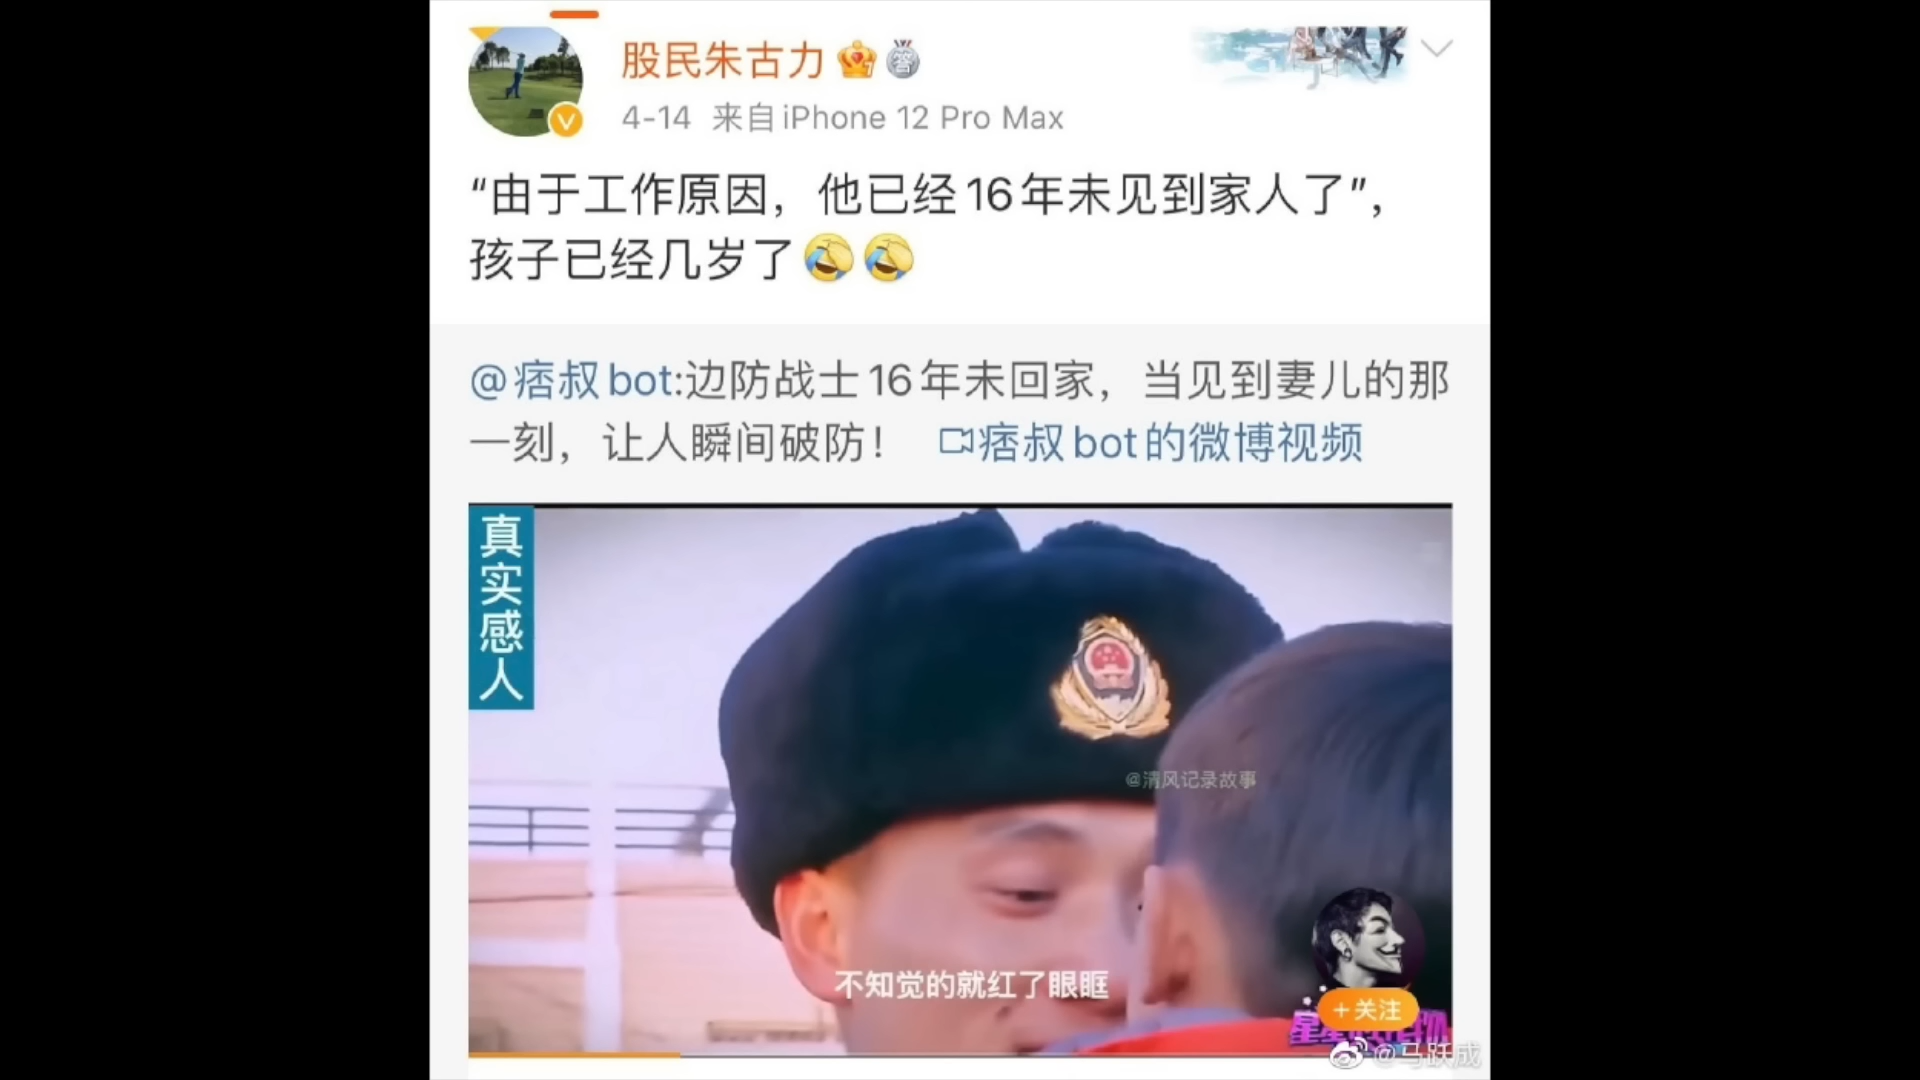 股民朱古力
4-14 来自iPhone 12 Pro Max
“由于工作原因，他已经16年未见到家人了”，
孩子已经几岁了
@痞叔bot:边防战士16年未回家，当见到妻儿的那
一刻，让人瞬间破防！ 痞叔bot的微博视频
真实感人
@清风记录故事
不知觉的就红了眼眶
+关注
@马跃成